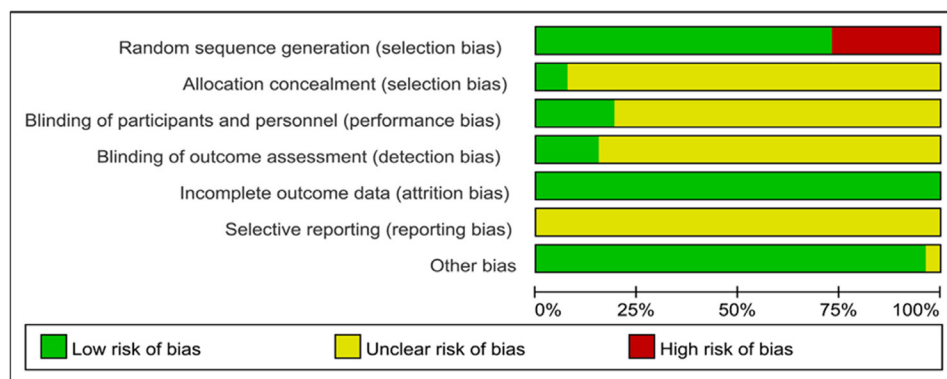 Random sequence generation (selection bias)
Allocation concealment (selection bias)
Blinding of participants and personnel (performance bias)
Blinding of outcome assessment (detection bias)
Incomplete outcome data (attrition bias)
Selective reporting (reporting bias)
Other bias
0% 25% 50% 75% 100%
Low risk of bias Unclear risk of bias High risk of bias